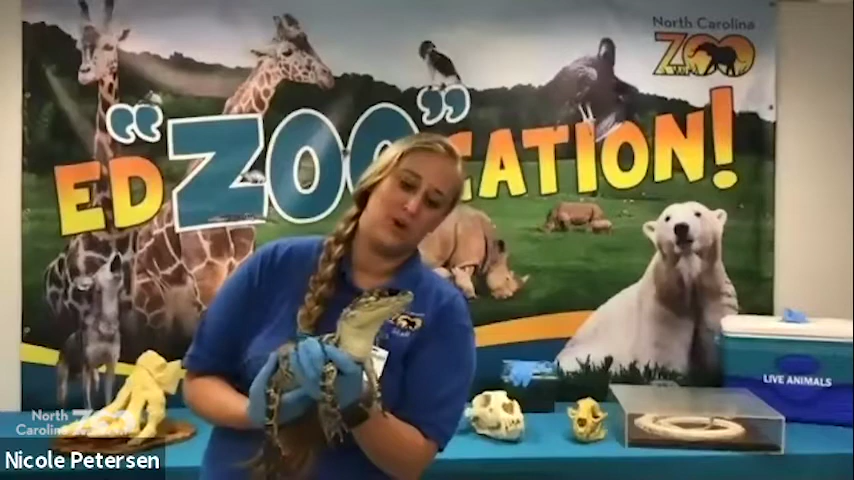 North Carolina
ZOO
ED"ZOO"CATION!
LIVE ANIMALS
North
Carolina
Nicole Petersen